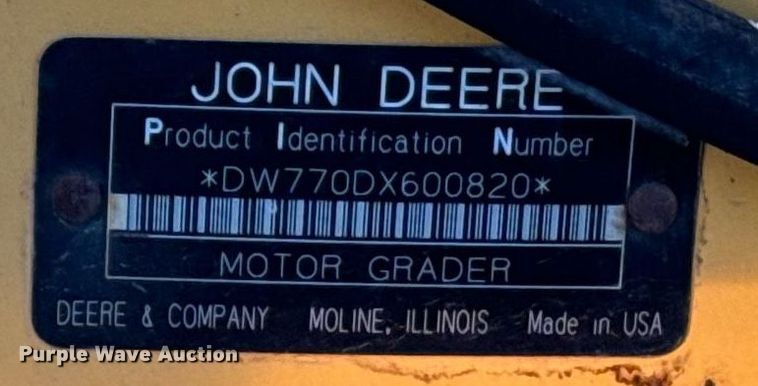 JOHN DEERE
Product Identification Number
*DW770DX600820*
MOTOR GRADER
DEERE & COMPANY MOLINE, ILLINOIS Made in USA
Purple Wave Auction